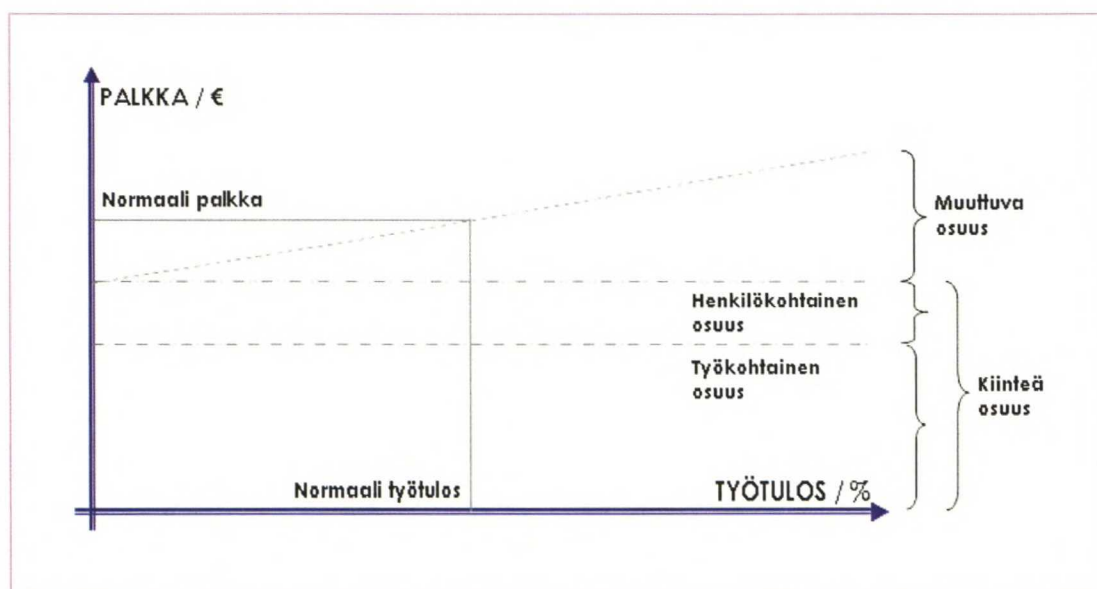 PALKKA / €
Normaali palkka
Muuttuva
osuus
Henkilökohtainen
osuus
Työkohtainen
osuus
Kiinteä
osuus
Normaali työtulos
TYÖTULOS / %